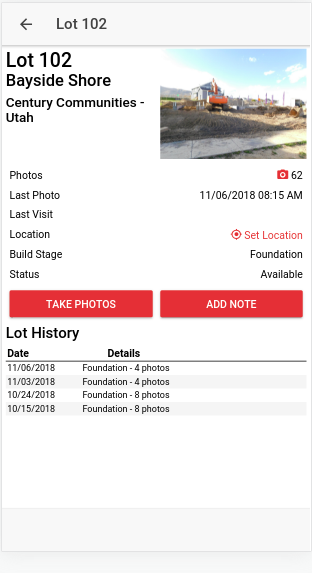 Lot 102
Lot 102
Bayside Shore
Century Communities -
Utah
Photos 62
Last Photo 11/06/2018 08:15 AM
Last Visit
Location Set Location
Build Stage Foundation
Status Available
TAKE PHOTOS ADD NOTE
Lot History
Date Details
11/06/2018 Foundation - 4 photos
11/03/2018 Foundation - 4 photos
10/24/2018 Foundation - 8 photos
10/15/2018 Foundation - 8 photos